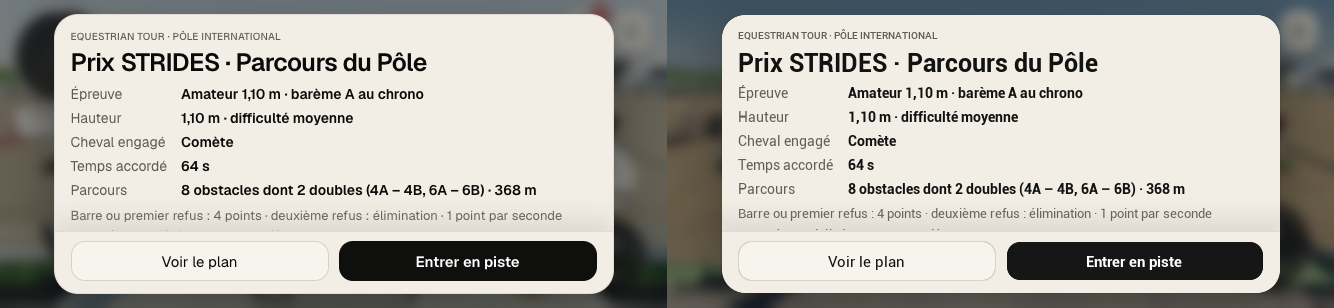 EQUESTRIAN TOUR · PÔLE INTERNATIONAL
Prix STRIDES · Parcours du Pôle
Épreuve Amateur 1,10 m · barème A au chrono
Hauteur 1,10 m · difficulté moyenne
Cheval engagé Comète
Temps accordé 64 s
Parcours 8 obstacles dont 2 doubles (4A – 4B, 6A – 6B) · 368 m
Barre ou premier refus : 4 points · deuxième refus : élimination · 1 point par seconde
Voir le plan Entrer en piste
EQUESTRIAN TOUR · PÔLE INTERNATIONAL
Prix STRIDES · Parcours du Pôle
Épreuve Amateur 1,10 m · barème A au chrono
Hauteur 1,10 m · difficulté moyenne
Cheval engagé Comète
Temps accordé 64 s
Parcours 8 obstacles dont 2 doubles (4A – 4B, 6A – 6B) · 368 m
Barre ou premier refus : 4 points · deuxième refus : élimination · 1 point par seconde
Voir le plan Entrer en piste